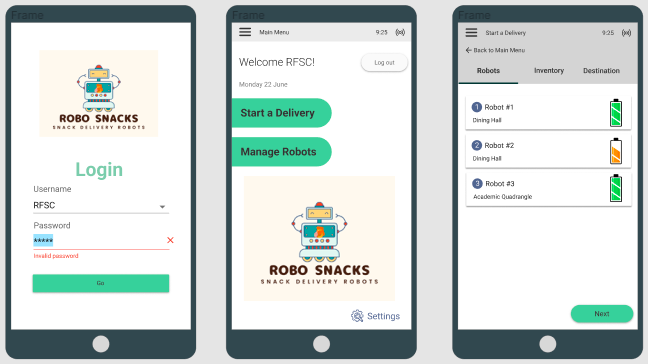 Frame
ROBO SNACKS
SNACK DELIVERY ROBOTS
Login
Username
RFSC
Password
*****
Invalid password
Go
Frame
Main Menu 9:25
Welcome RFSC!
Log out
Monday 22 June
Start a Delivery
Manage Robots
ROBO SNACKS
SNACK DELIVERY ROBOTS
Settings
Frame
Start a Delivery 9:25
Back to Main Menu
Robots Inventory Destination
1 Robot #1
Dining Hall
2 Robot #2
Dining Hall
3 Robot #3
Academic Quadrangle
Next